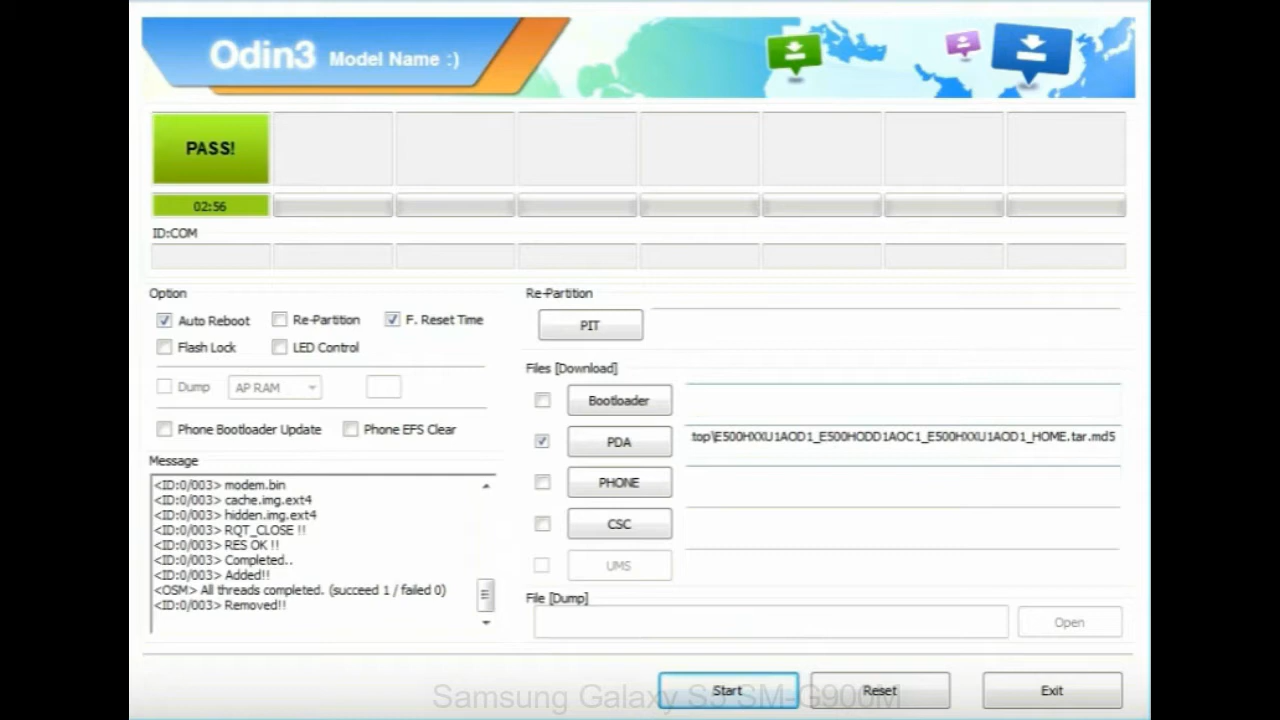 Odin3 Model Name :)
PASS!
02:56
ID:COM
Option
Auto Reboot Re-Partition F. Reset Time
Flash Lock LED Control
Dump AP RAM
Phone Bootloader Update Phone EFS Clear
Message
<ID:0/003> modem.bin
<ID:0/003> cache.img.ext4
<ID:0/003> hidden.img.ext4
<ID:0/003> RQT_CLOSE !!
<ID:0/003> RES OK !!
<ID:0/003> Completed..
<ID:0/003> Added!!
<OSM> All threads completed. (succeed 1 / failed 0)
<ID:0/003> Removed!!
Re-Partition
PIT
Files [Download]
Bootloader
PDA top\E500HXXU1AOD1_E500HODD1AOC1_E500HXXU1AOD1_HOME.tar.md5
PHONE
CSC
UMS
File [Dump]
Open
Start Reset Exit
Samsung Galaxy S5 SM-G900M